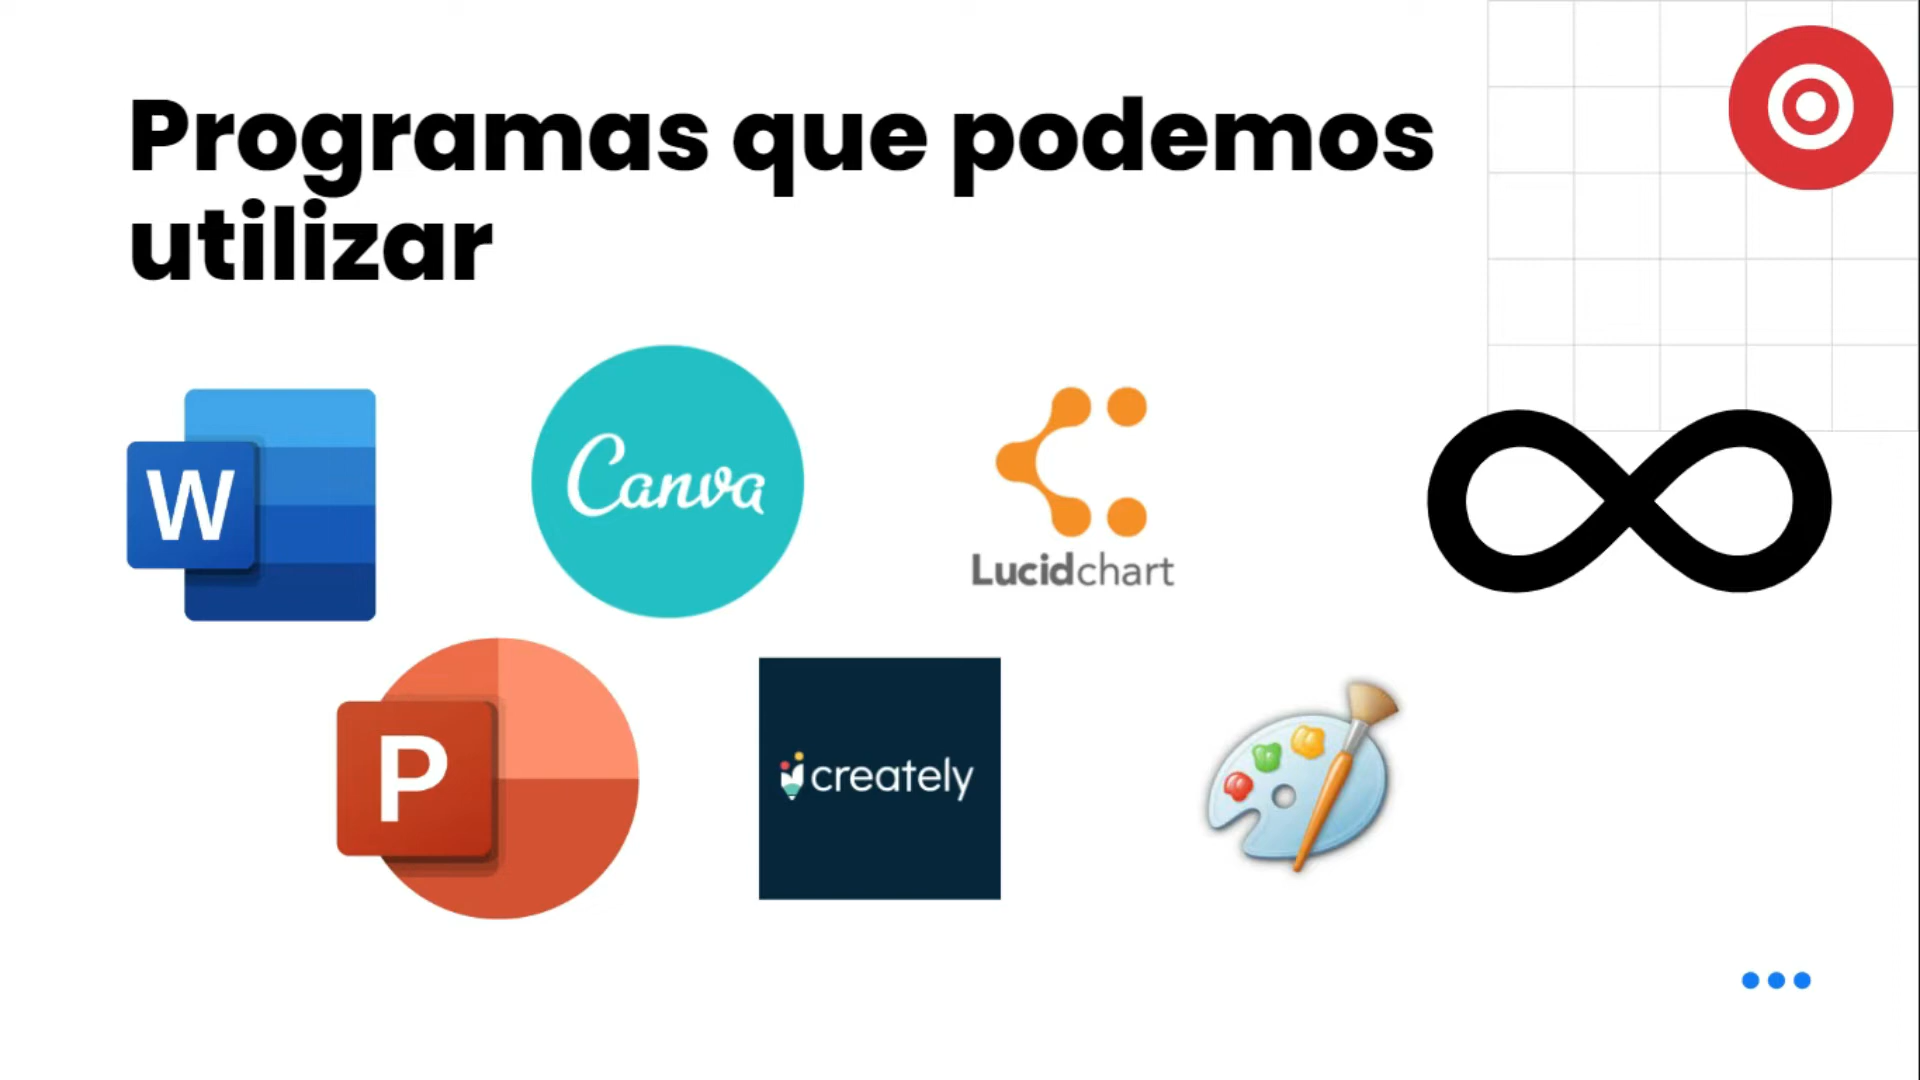 Programas que podemos
utilizar
W
Canva
Lucidchart
P
creately